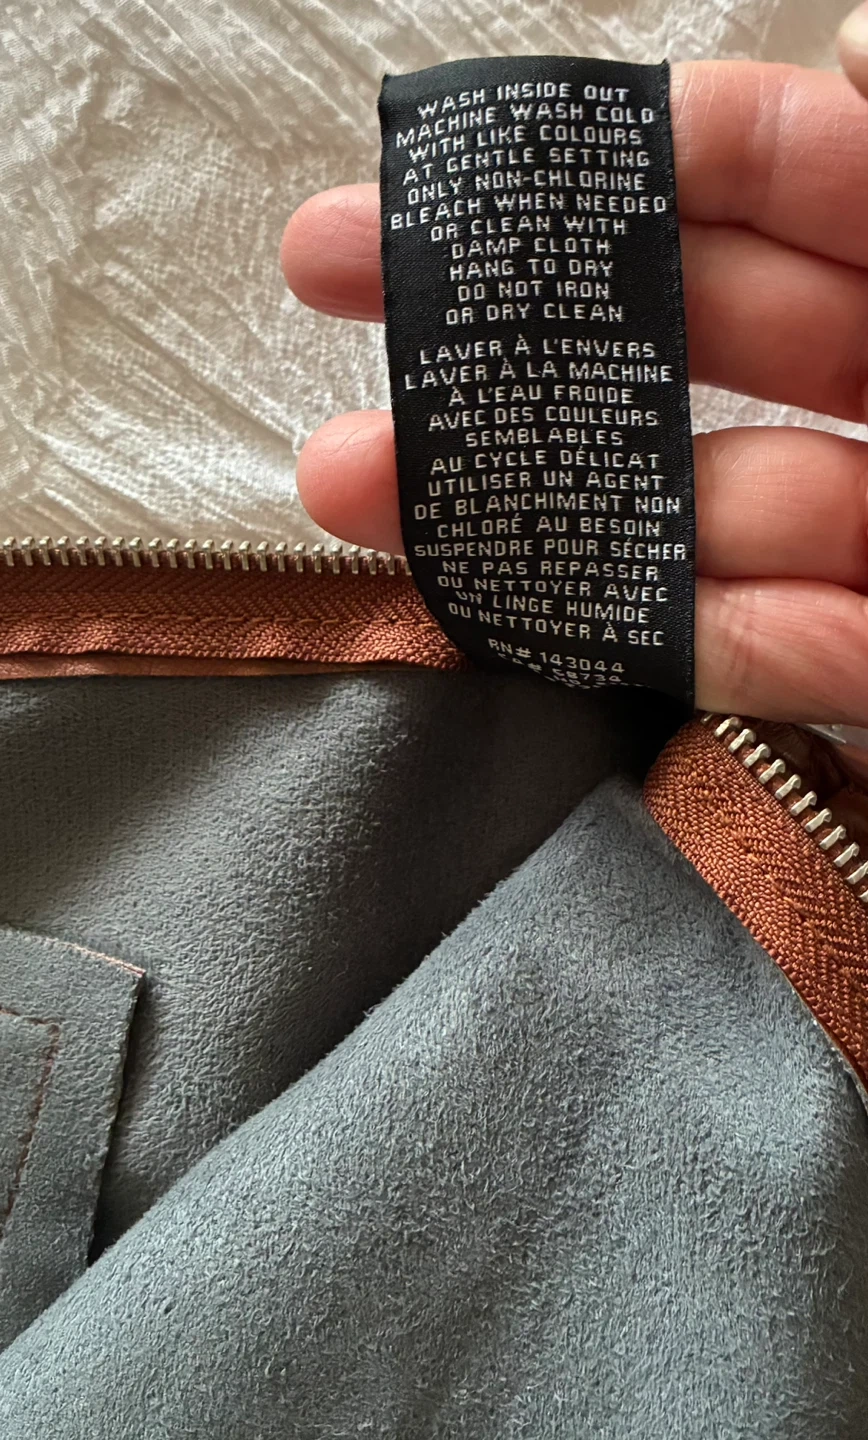 WASH INSIDE OUT
MACHINE WASH COLD
WITH LIKE COLOURS
AT GENTLE SETTING
ONLY NON-CHLORINE
BLEACH WHEN NEEDED
OR CLEAN WITH
DAMP CLOTH
HANG TO DRY
DO NOT IRON
OR DRY CLEAN
LAVER À L'ENVERS
LAVER À LA MACHINE
À L'EAU FROIDE
AVEC DES COULEURS
SEMBLABLES
AU CYCLE DÉLICAT
UTILISER UN AGENT
DE BLANCHIMENT NON
CHLORÉ AU BESOIN
SUSPENDRE POUR SÉCHER
NE PAS REPASSER
OU NETTOYER AVEC
UN LINGE HUMIDE
OU NETTOYER À SEC
RN# 143044
CA# 58734